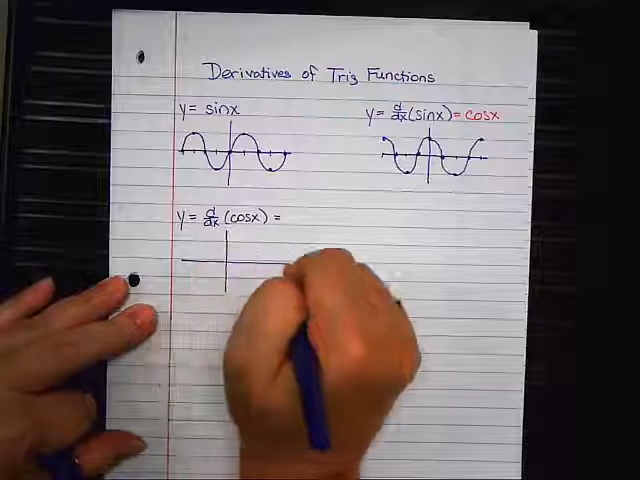 Derivatives of Trig Functions
y = sinx
y = d/dx (sinx) = cosx
y = d/dx (cosx) =